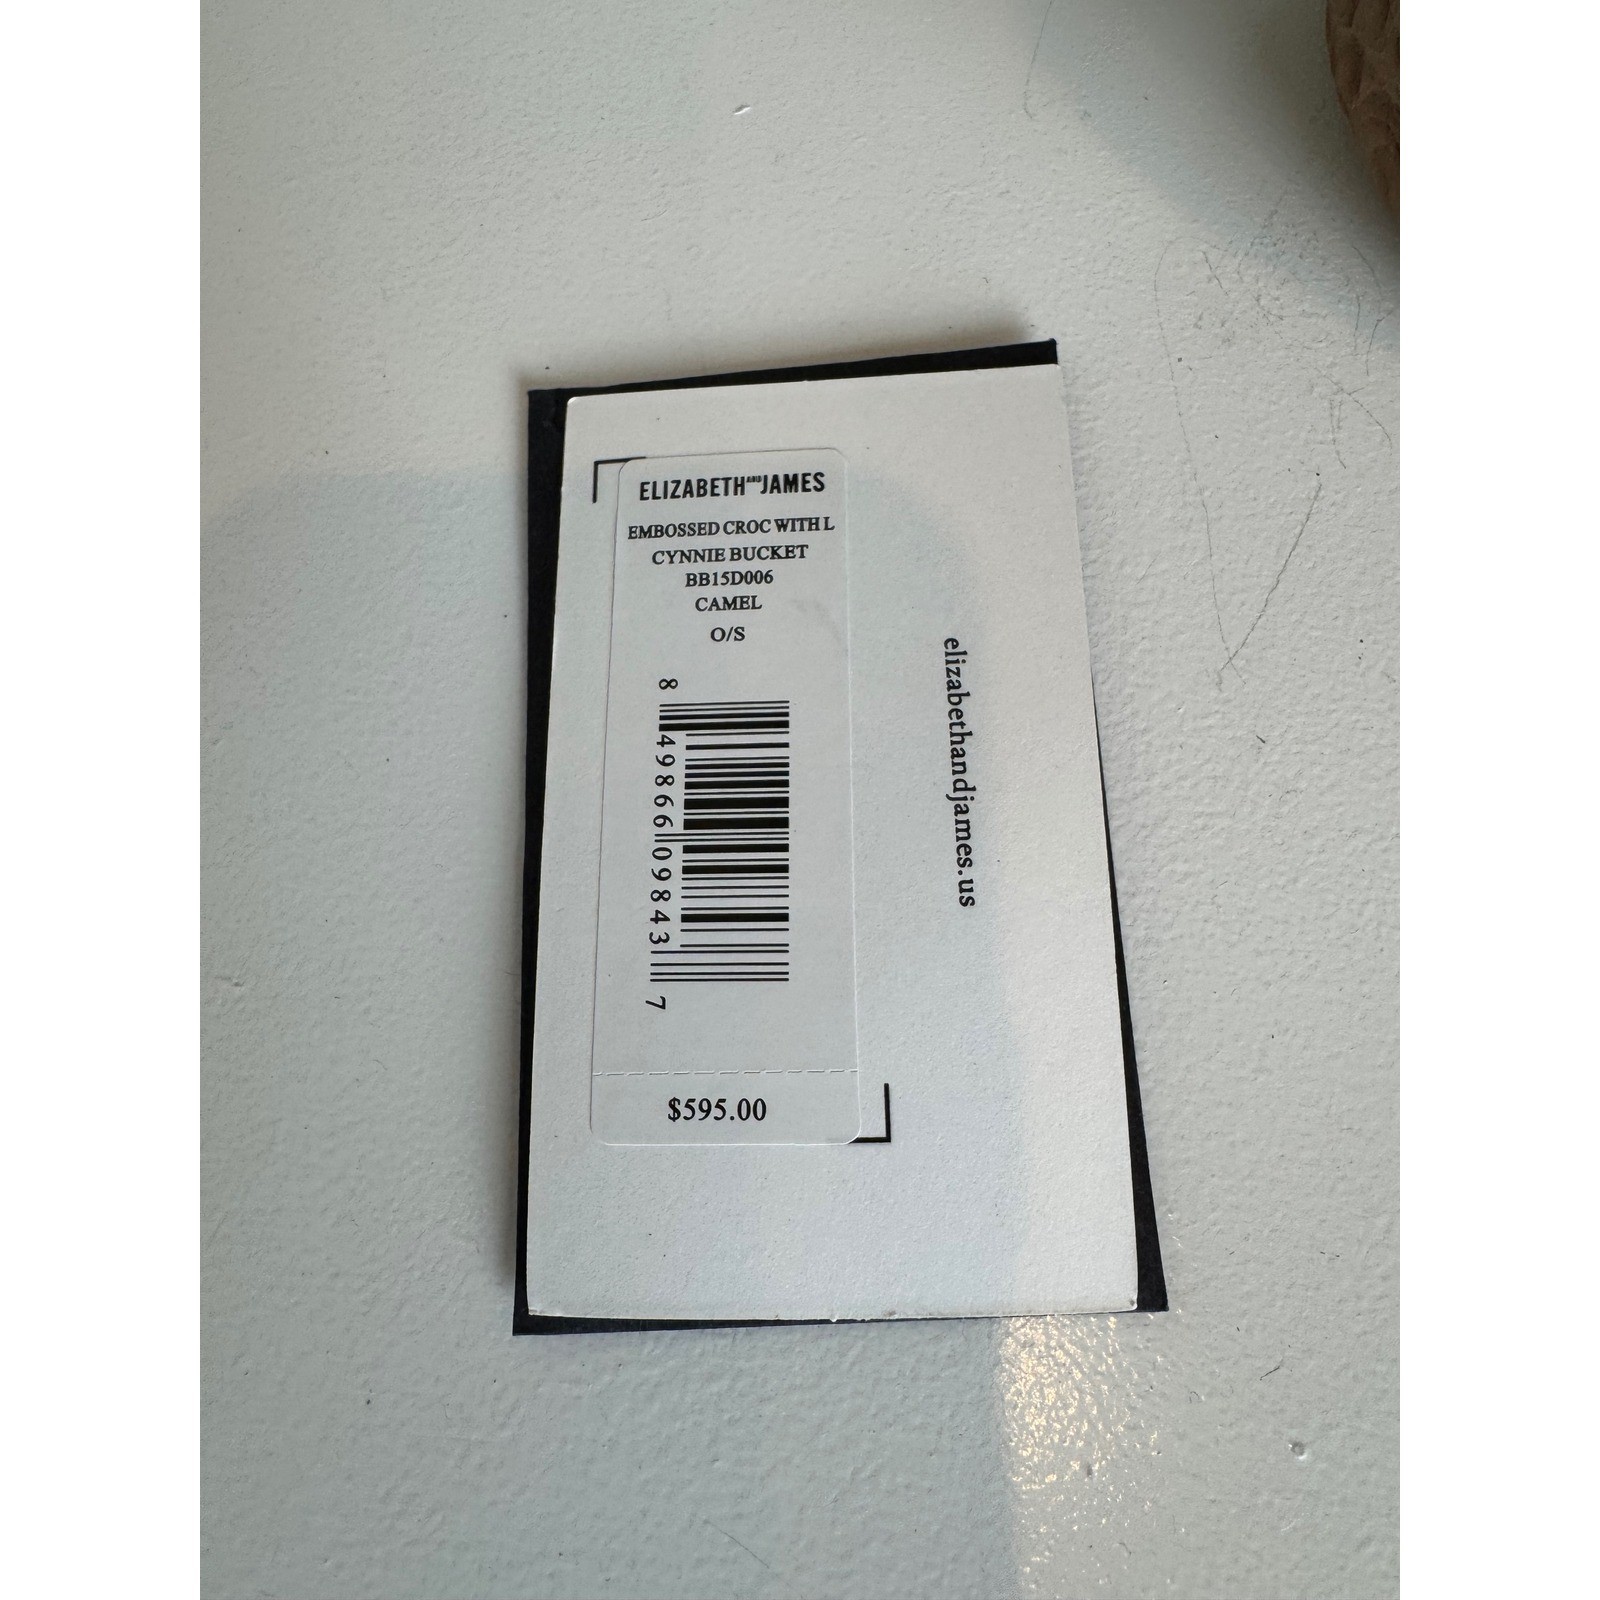 ELIZABETH AND JAMES
EMBOSSED CROC WITH L
CYNNIE BUCKET
BB15D006
CAMEL
O/S
8 49866 09843 7
$595.00
elizabethandjames.us